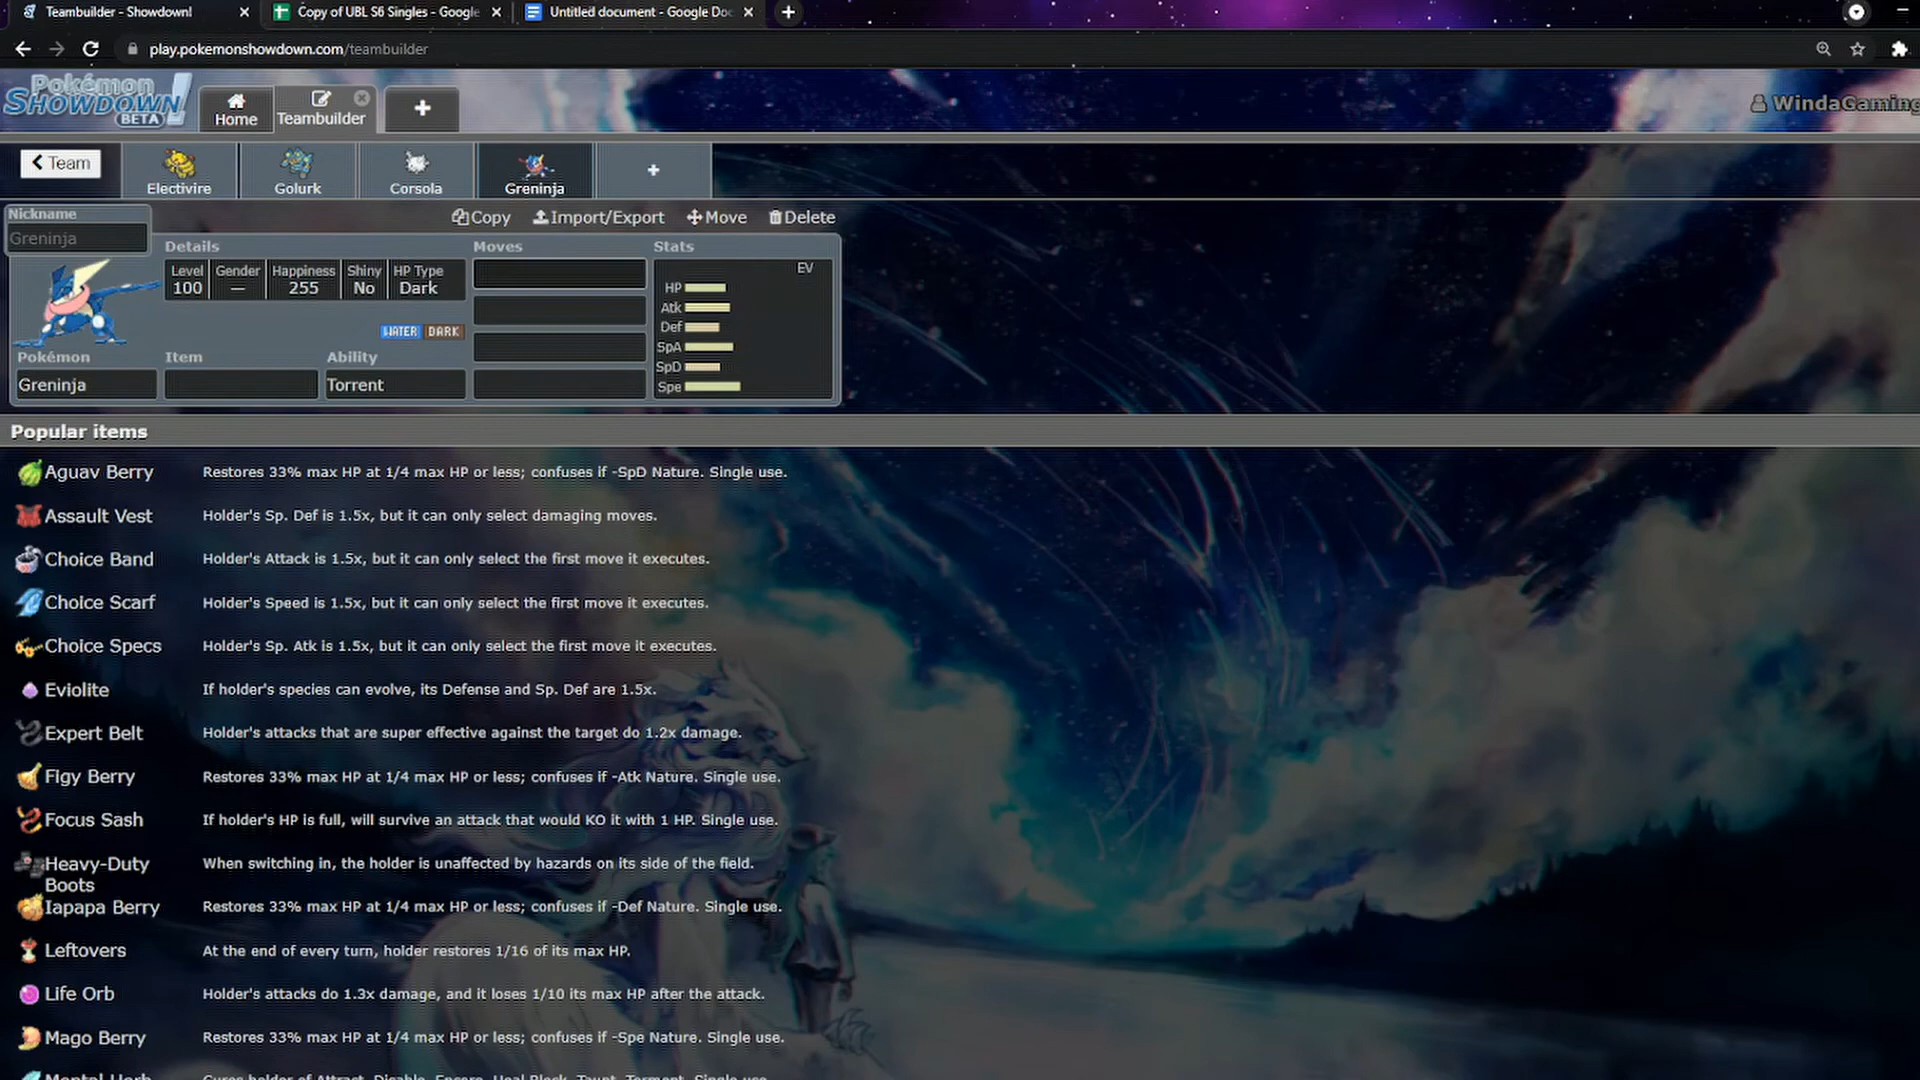 Teambuilder - Showdown! Copy of UBL S6 Singles - Google Untitled document - Google Doc
play.pokemonshowdown.com/teambuilder
Pokémon
SHOWDOWN!
BETA
Home
Teambuilder
WindaGaming
Team
Electivire
Golurk
Corsola
Greninja
Nickname
Greninja
Copy Import/Export Move Delete
Details Moves Stats
Level Gender Happiness Shiny HP Type
100 — 255 No Dark
WATER DARK
EV
HP
Atk
Def
SpA
SpD
Spe
Pokémon Item Ability
Greninja Torrent
Popular items
Aguav Berry Restores 33% max HP at 1/4 max HP or less; confuses if -SpD Nature. Single use.
Assault Vest Holder's Sp. Def is 1.5x, but it can only select damaging moves.
Choice Band Holder's Attack is 1.5x, but it can only select the first move it executes.
Choice Scarf Holder's Speed is 1.5x, but it can only select the first move it executes.
Choice Specs Holder's Sp. Atk is 1.5x, but it can only select the first move it executes.
Eviolite If holder's species can evolve, its Defense and Sp. Def are 1.5x.
Expert Belt Holder's attacks that are super effective against the target do 1.2x damage.
Figy Berry Restores 33% max HP at 1/4 max HP or less; confuses if -Atk Nature. Single use.
Focus Sash If holder's HP is full, will survive an attack that would KO it with 1 HP. Single use.
Heavy-Duty Boots When switching in, the holder is unaffected by hazards on its side of the field.
Iapapa Berry Restores 33% max HP at 1/4 max HP or less; confuses if -Def Nature. Single use.
Leftovers At the end of every turn, holder restores 1/16 of its max HP.
Life Orb Holder's attacks do 1.3x damage, and it loses 1/10 its max HP after the attack.
Mago Berry Restores 33% max HP at 1/4 max HP or less; confuses if -Spe Nature. Single use.
Mental Herb Cures holder of Attract, Disable, Encore, Heal Block, Taunt, Torment. Single use.